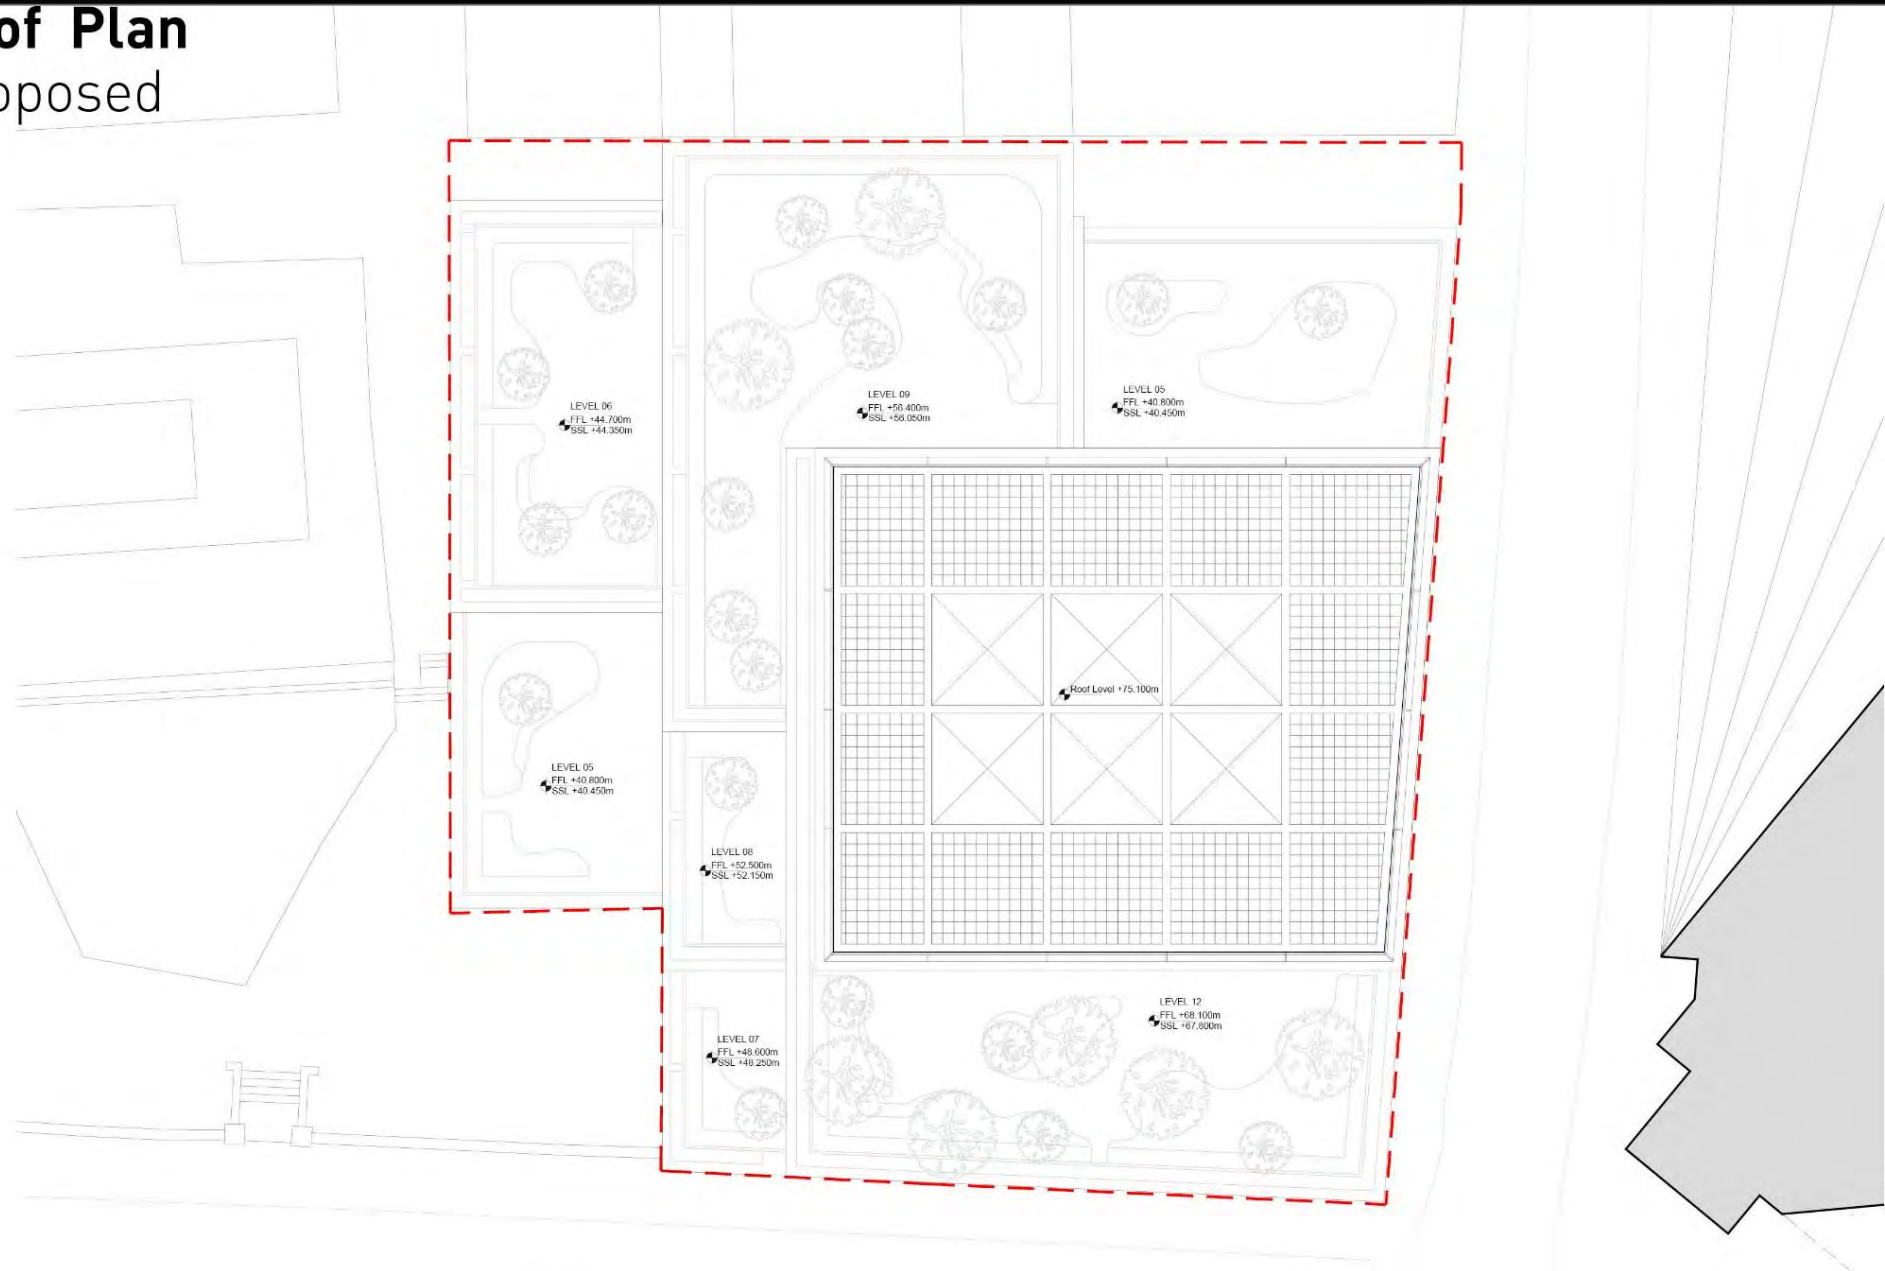 of Plan
oposed
LEVEL 06
FFL +44.700m
SSL +44.350m
LEVEL 09
FFL +56.400m
SSL +56.050m
LEVEL 05
FFL +40.800m
SSL +40.450m
Roof Level +75.100m
LEVEL 05
FFL +40.800m
SSL +40.450m
LEVEL 08
FFL +52.500m
SSL +52.150m
LEVEL 12
FFL +68.100m
SSL +67.800m
LEVEL 07
FFL +48.600m
SSL +48.250m